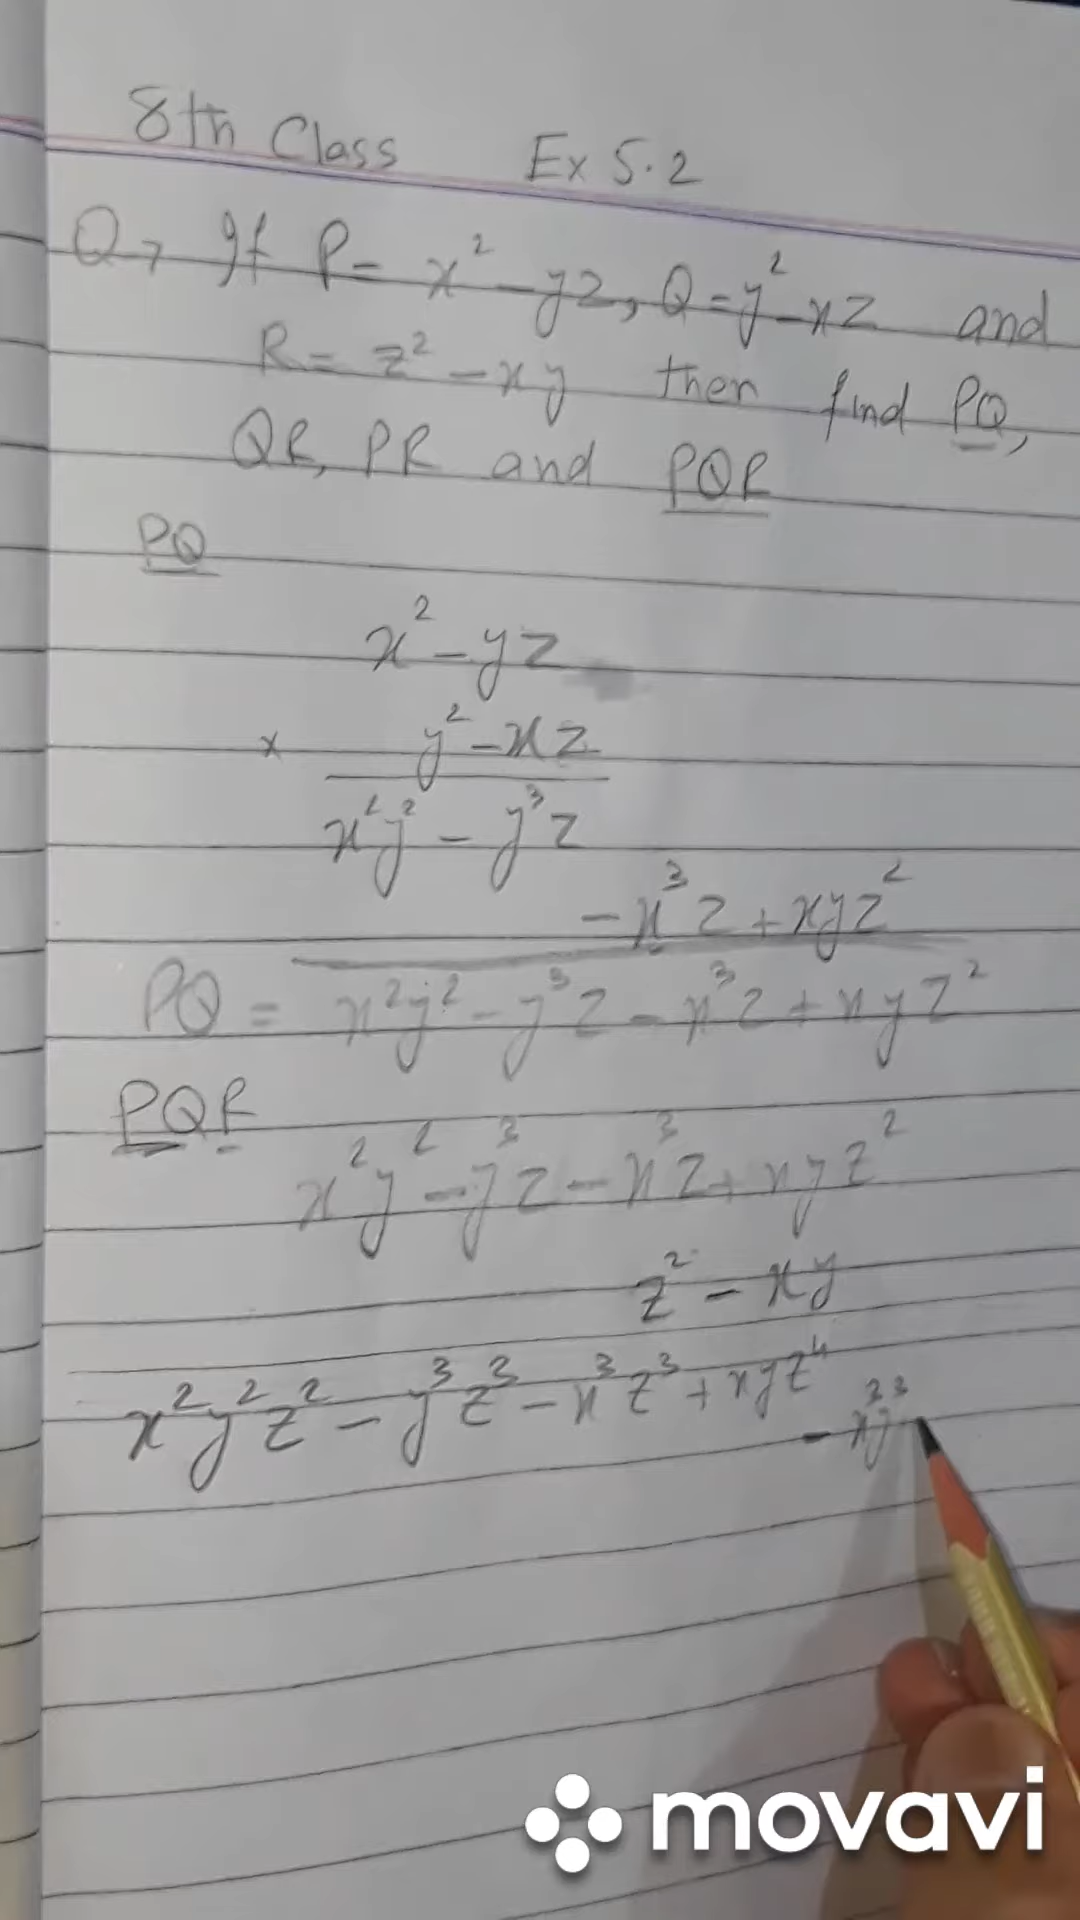 8th Class Ex 5.2
Q→ If P = x² - yz, Q = y² - xz and
R = z² - xy then find PQ,
QR, PR and PQR
PQ
x² - yz
× y² - xz
x²y² - y³z
- x³z + xyz²
PQ = x²y² - y³z - x³z + xyz²
PQR
x²y² - y³z - x³z + xyz²
z² - xy
x²y²z² - y³z³ - x³z³ + xyz⁴
- x³y³
movavi